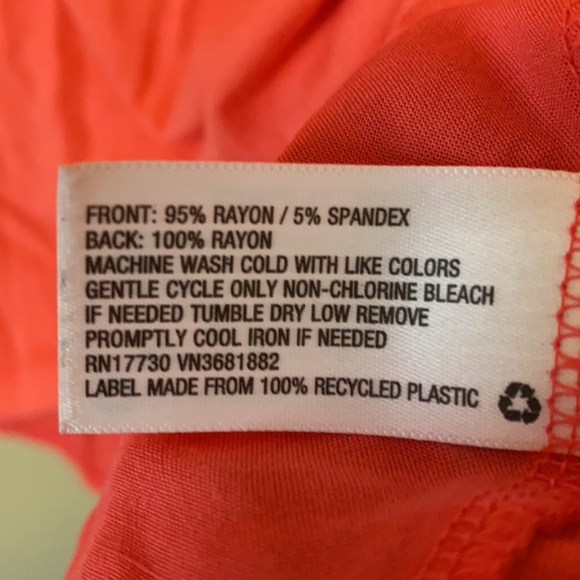 FRONT: 95% RAYON / 5% SPANDEX
BACK: 100% RAYON
MACHINE WASH COLD WITH LIKE COLORS
GENTLE CYCLE ONLY NON-CHLORINE BLEACH
IF NEEDED TUMBLE DRY LOW REMOVE
PROMPTLY COOL IRON IF NEEDED
RN17730 VN3681882
LABEL MADE FROM 100% RECYCLED PLASTIC